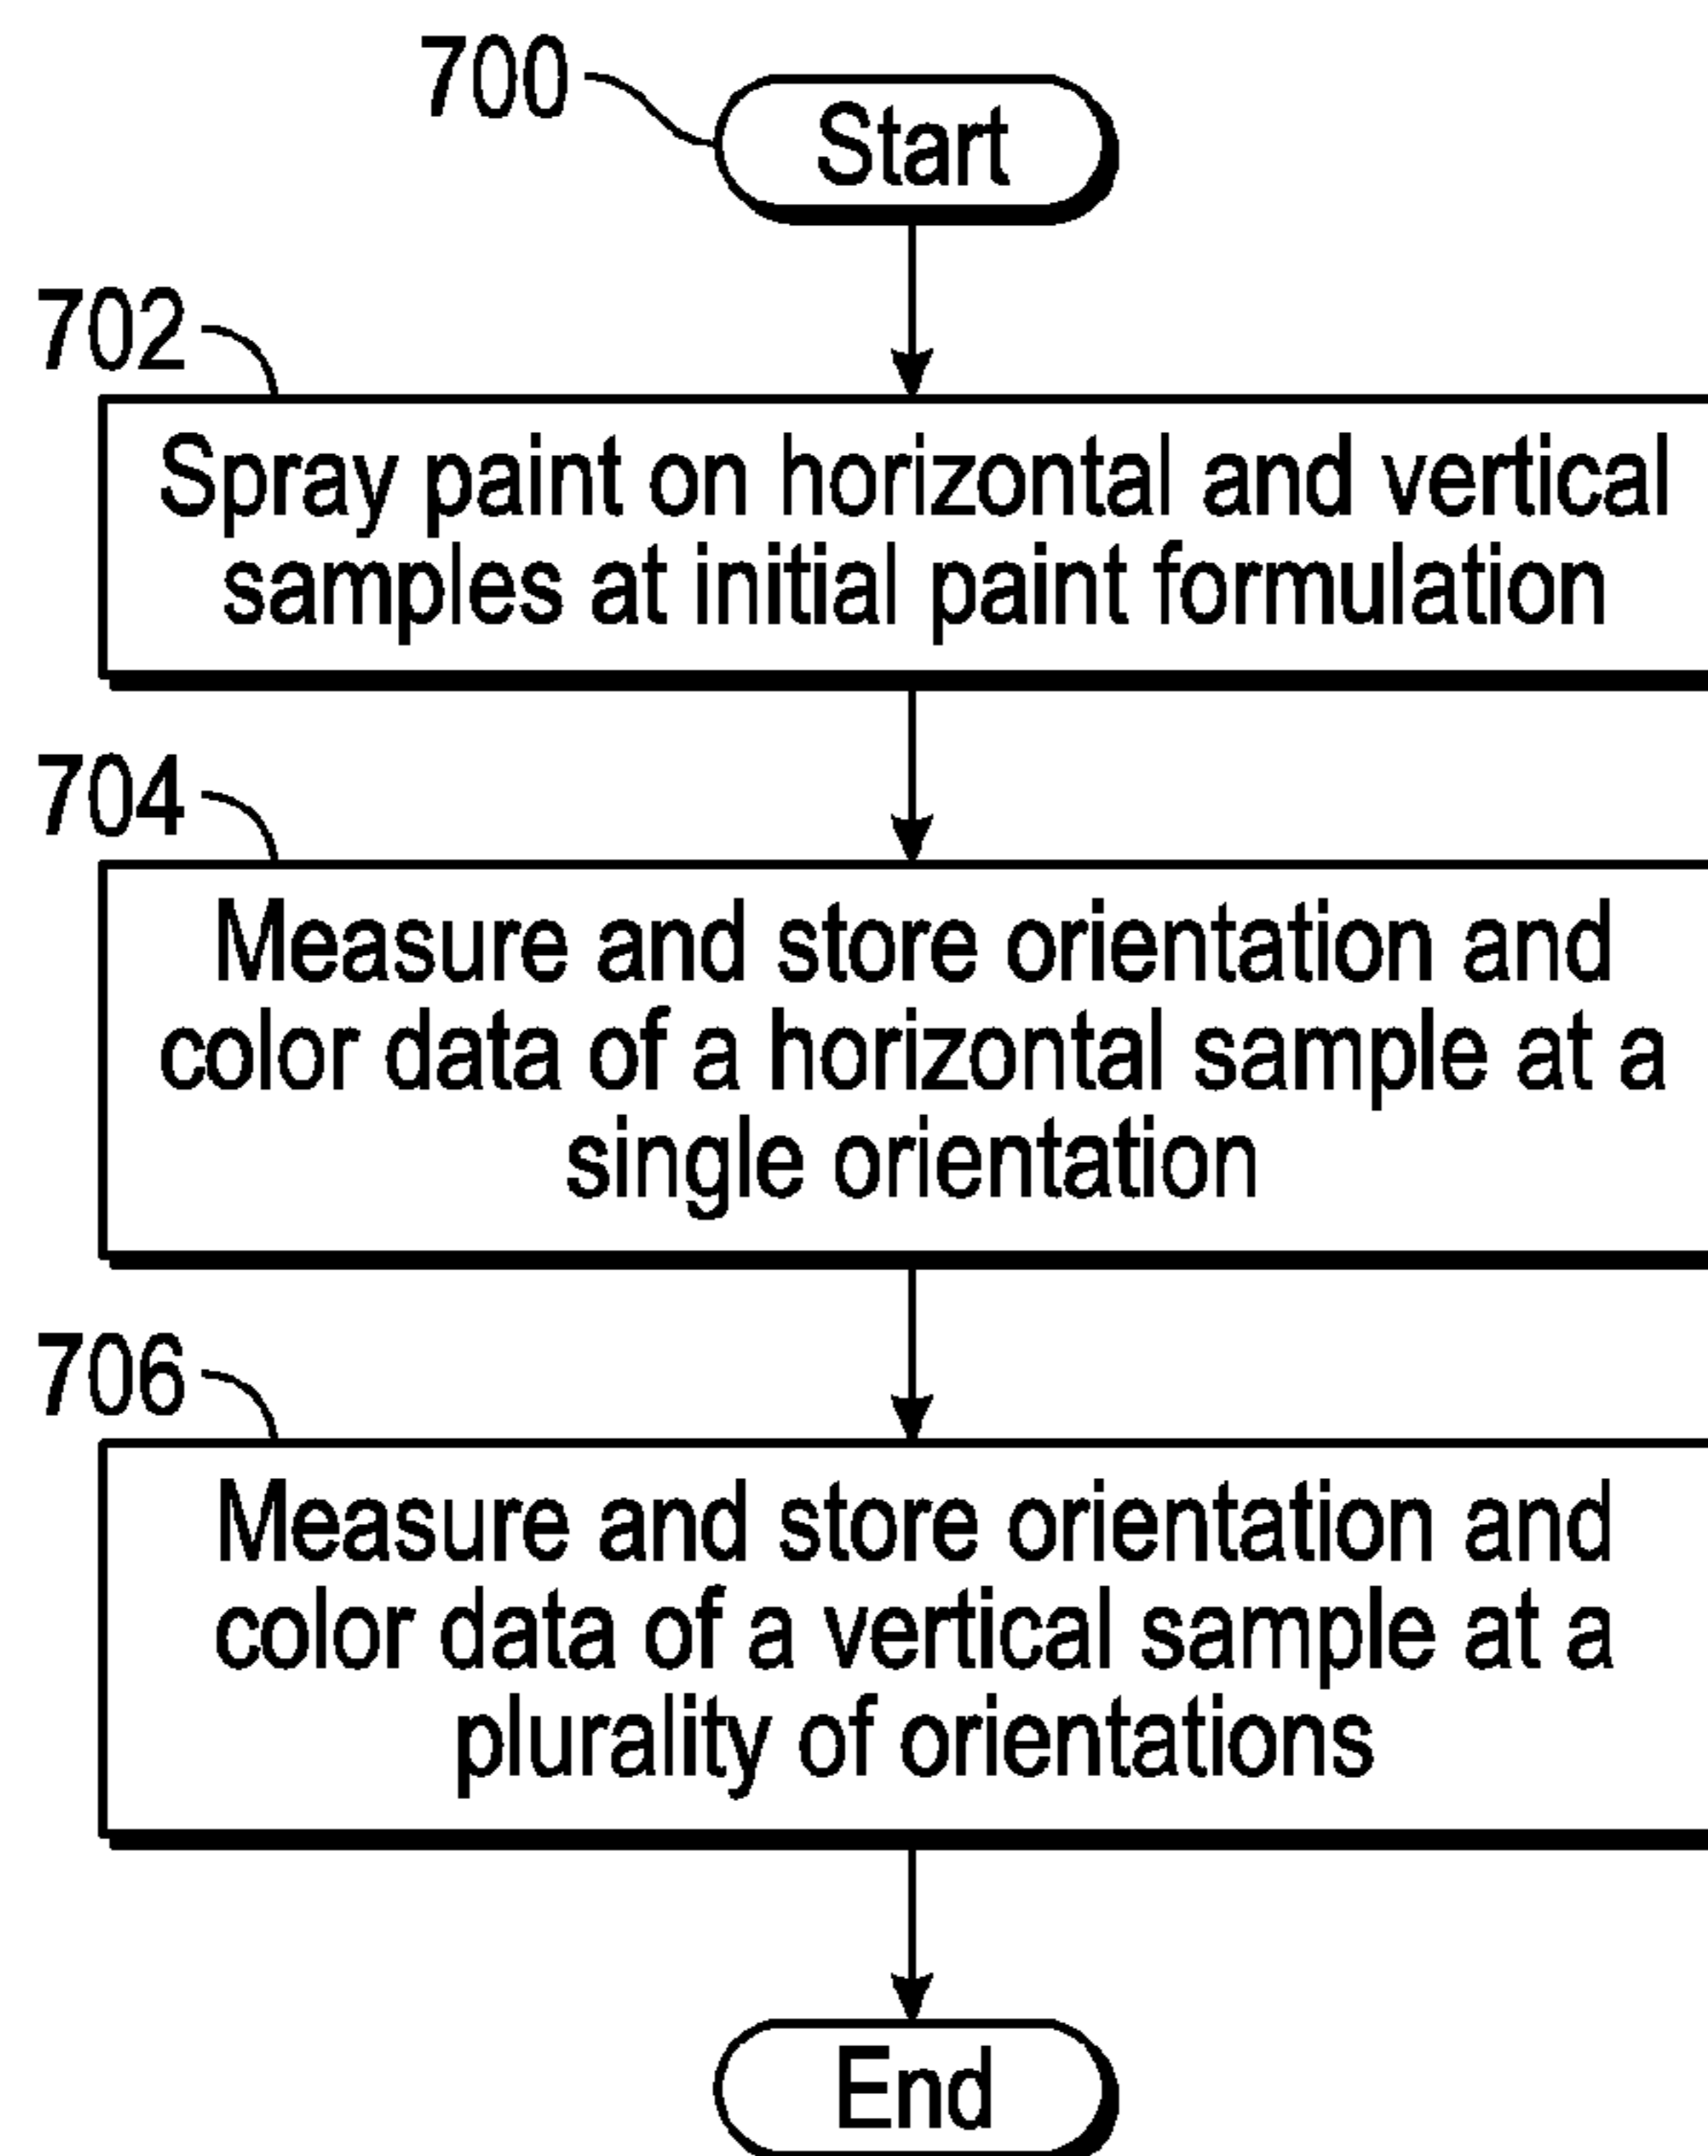 700
Start
702
Spray paint on horizontal and vertical
samples at initial paint formulation
704
Measure and store orientation and
color data of a horizontal sample at a
single orientation
706
Measure and store orientation and
color data of a vertical sample at a
plurality of orientations
End